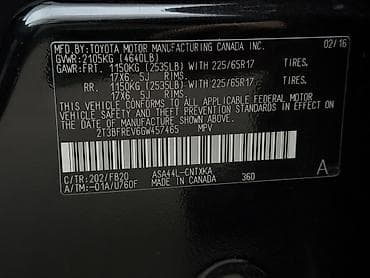 MFD. BY: TOYOTA MOTOR MANUFACTURING CANADA INC. 02/16
GVWR: 2105KG (4640LB)
GAWR: FRT. 1150KG (2535LB) WITH 225/65R17 TIRES.
17X6. 5J RIMS.
RR. 1150KG (2535LB) WITH 225/65R17 TIRES.
17X6. 5J RIMS.
THIS VEHICLE CONFORMS TO ALL APPLICABLE FEDERAL MOTOR
VEHICLE SAFETY STANDARDS IN EFFECT ON THE DATE OF
MANUFACTURE SHOWN ABOVE.
2T3BFREV6GW457465 MPV
C/TR: 202/FB20 ASA44L-CNTXKA 360 A
A/TM: -01A/U760F MADE IN CANADA